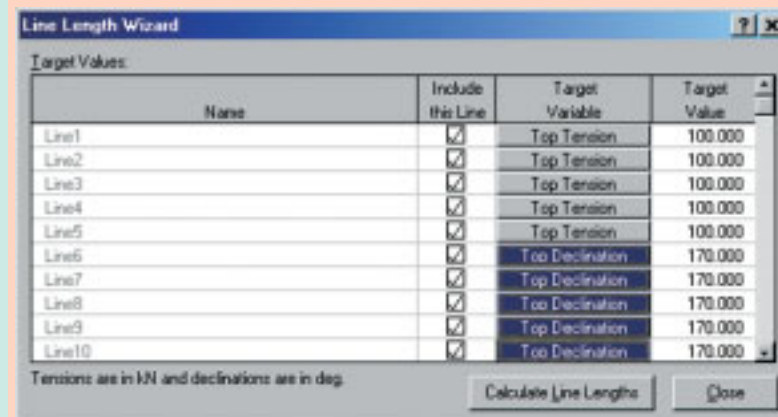 Line Length Wizard
Target Values:
Name Include this Line Target Variable Target Value
Line1 Top Tension 100.000
Line2 Top Tension 100.000
Line3 Top Tension 100.000
Line4 Top Tension 100.000
Line5 Top Tension 100.000
Line6 Top Declination 170.000
Line7 Top Declination 170.000
Line8 Top Declination 170.000
Line9 Top Declination 170.000
Line10 Top Declination 170.000
Tensions are in kN and declinations are in deg.
Calculate Line Lengths Close